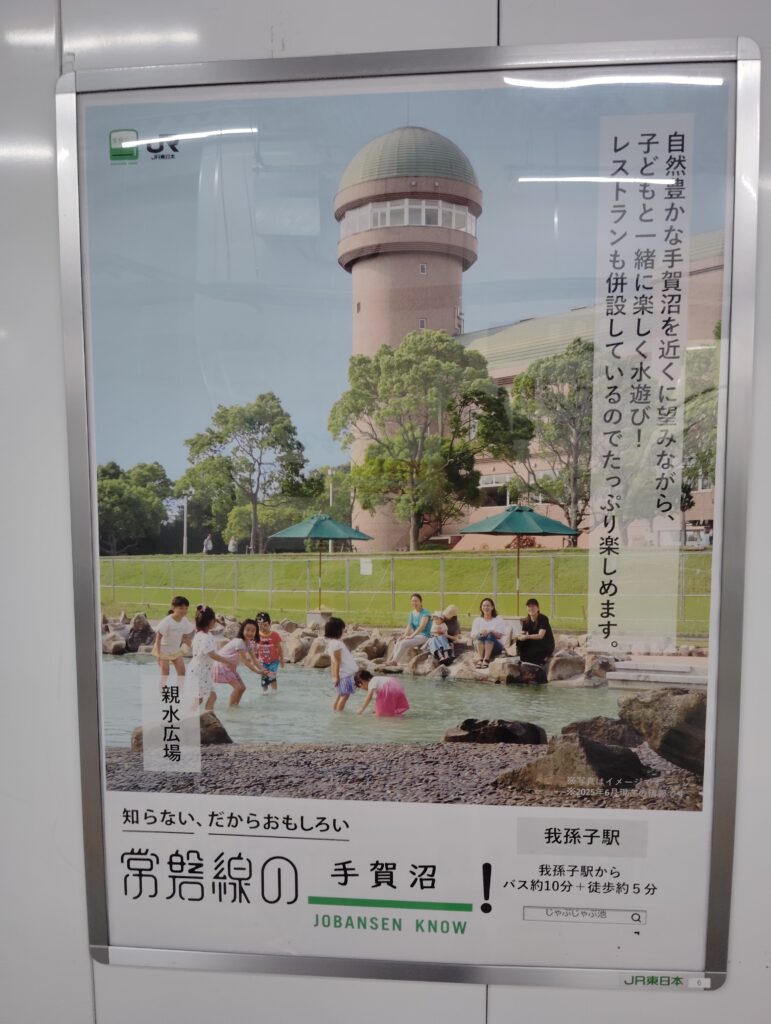 JR
JR東日本
自然豊かな手賀沼を近くに望みながら、
子どもと一緒に楽しく水遊び！
レストランも併設しているのでたっぷり楽しめます。
親水広場
※写真はイメージ
※2025年6月現在の情報です
知らない、だからおもしろい
常磐線の
手賀沼
！
JOBANSEN KNOW
我孫子駅
我孫子駅から
バス約10分＋徒歩約５分
じゃぶじゃぶ池
JR東日本
6